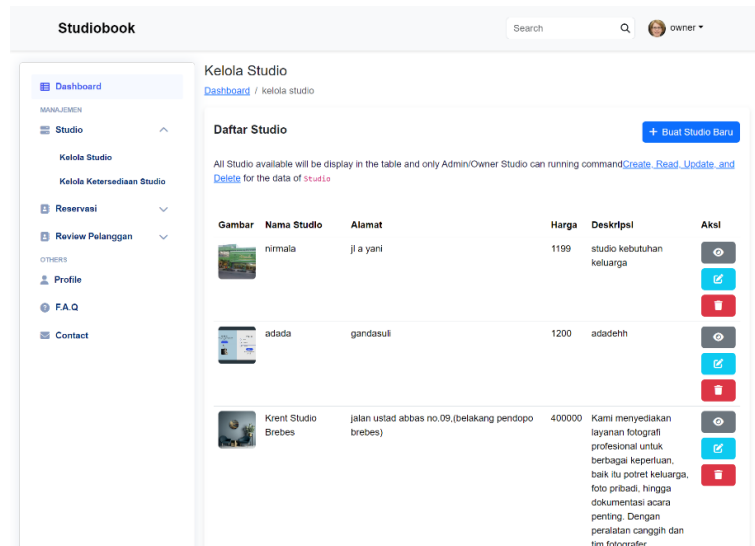 Studiobook
Search
owner
Dashboard
MANAJEMEN
Studio
Kelola Studio
Kelola Ketersediaan Studio
Reservasi
Review Pelanggan
OTHERS
Profile
F.A.Q
Contact
Kelola Studio
Dashboard / kelola studio
Daftar Studio
+ Buat Studio Baru
All Studio available will be display in the table and only Admin/Owner Studio can running commandCreate, Read, Update, and
Delete for the data of Studio
Gambar Nama Studio Alamat Harga Deskripsi Aksi
nirmala jl a yani 1199 studio kebutuhan
keluarga
adada gandasuli 1200 adadehh
Krent Studio jalan ustad abbas no.09,(belakang pendopo 400000 Kami menyediakan
Brebes brebes) layanan fotografi
profesional untuk
berbagai keperluan,
baik itu potret keluarga,
foto pribadi, hingga
dokumentasi acara
penting. Dengan
peralatan canggih dan
tim fotografer